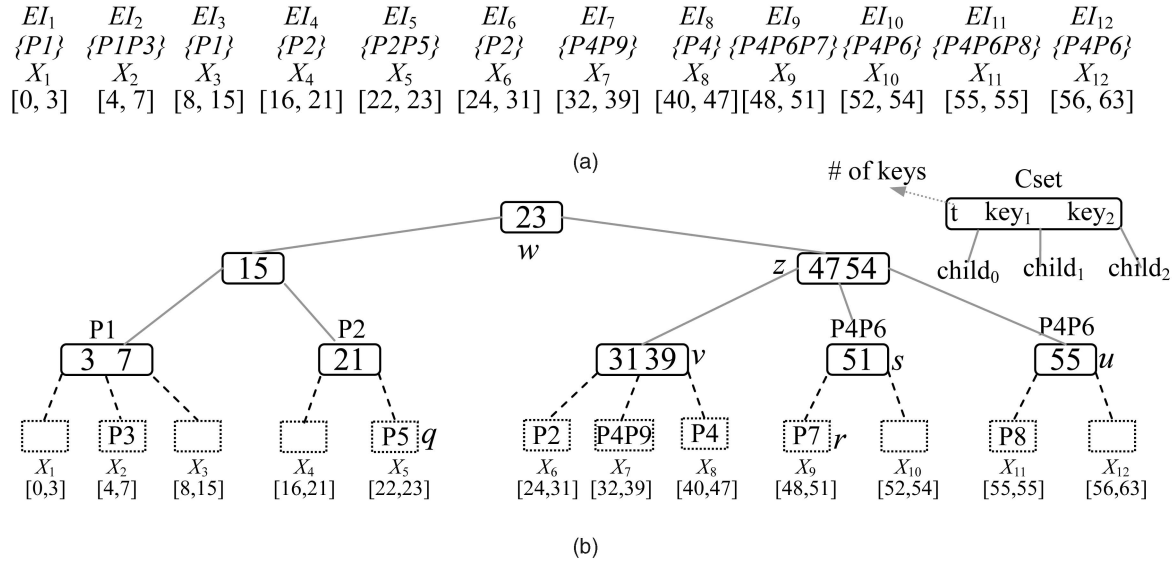 EI₁ EI₂ EI₃ EI₄ EI₅ EI₆ EI₇ EI₈ EI₉ EI₁₀ EI₁₁ EI₁₂
{P1} {P1P3} {P1} {P2} {P2P5} {P2} {P4P9} {P4} {P4P6P7} {P4P6} {P4P6P8} {P4P6}
X₁ X₂ X₃ X₄ X₅ X₆ X₇ X₈ X₉ X₁₀ X₁₁ X₁₂
[0, 3] [4, 7] [8, 15] [16, 21] [22, 23] [24, 31] [32, 39] [40, 47] [48, 51] [52, 54] [55, 55] [56, 63]
(a)
# of keys
Cset
t key₁ key₂
child₀ child₁ child₂
23
w
15 z 47 54
P1 P2 P4P6 P4P6
3 7 21 31 39 v 51 s 55 u
P3 P5 q P2 P4P9 P4 P7 r P8
X₁ X₂ X₃ X₄ X₅ X₆ X₇ X₈ X₉ X₁₀ X₁₁ X₁₂
[0,3] [4,7] [8,15] [16,21] [22,23] [24,31] [32,39] [40,47] [48,51] [52,54] [55,55] [56,63]
(b)